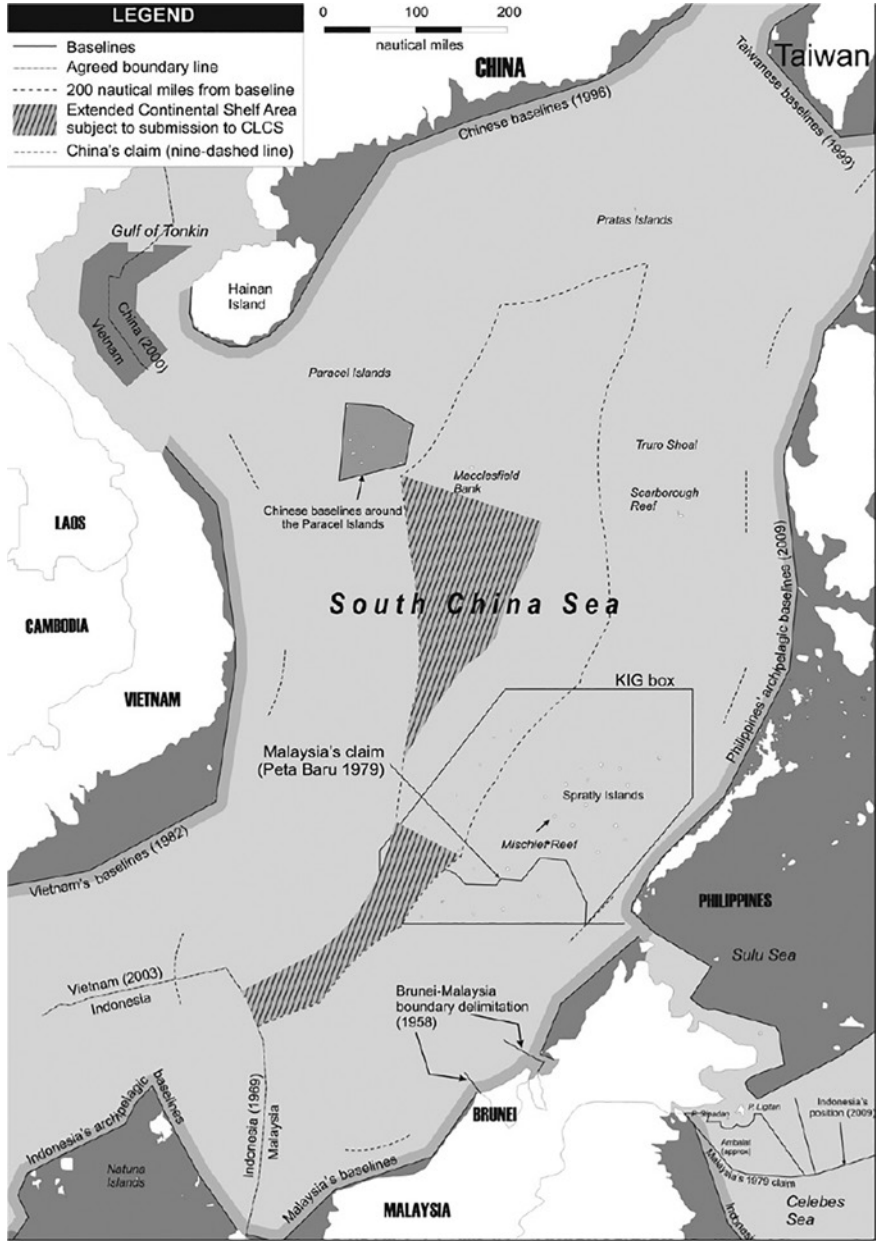 LEGEND
Baselines
Agreed boundary line
200 nautical miles from baseline
Extended Continental Shelf Area
subject to submission to CLCS
China's claim (nine-dashed line)
0 100 200
nautical miles
CHINA
Taiwan
Taiwanese baselines (1999)
Chinese baselines (1996)
Pratas Islands
Gulf of Tonkin
Hainan
Island
China (2000)
Vietnam
Paracel Islands
Macclesfield
Bank
Truro Shoal
Scarborough
Reef
Chinese baselines around
the Paracel Islands
LAOS
CAMBODIA
VIETNAM
South China Sea
Philippines' archipelagic baselines (2009)
KIG box
Malaysia's claim
(Peta Baru 1979)
Spratly Islands
Mischief Reef
Vietnam's baselines (1982)
PHILIPPINES
Sulu Sea
Vietnam (2003)
Indonesia
Brunei-Malaysia
boundary delimitation
(1958)
Indonesia's archipelagic baselines
Indonesia (1969)
Malaysia
BRUNEI
Natuna
Islands
Malaysia's baselines
MALAYSIA
Indonesia's
position (2009)
Ambalat
(approx)
Malaysia's 1979 claim
Celebes
Sea